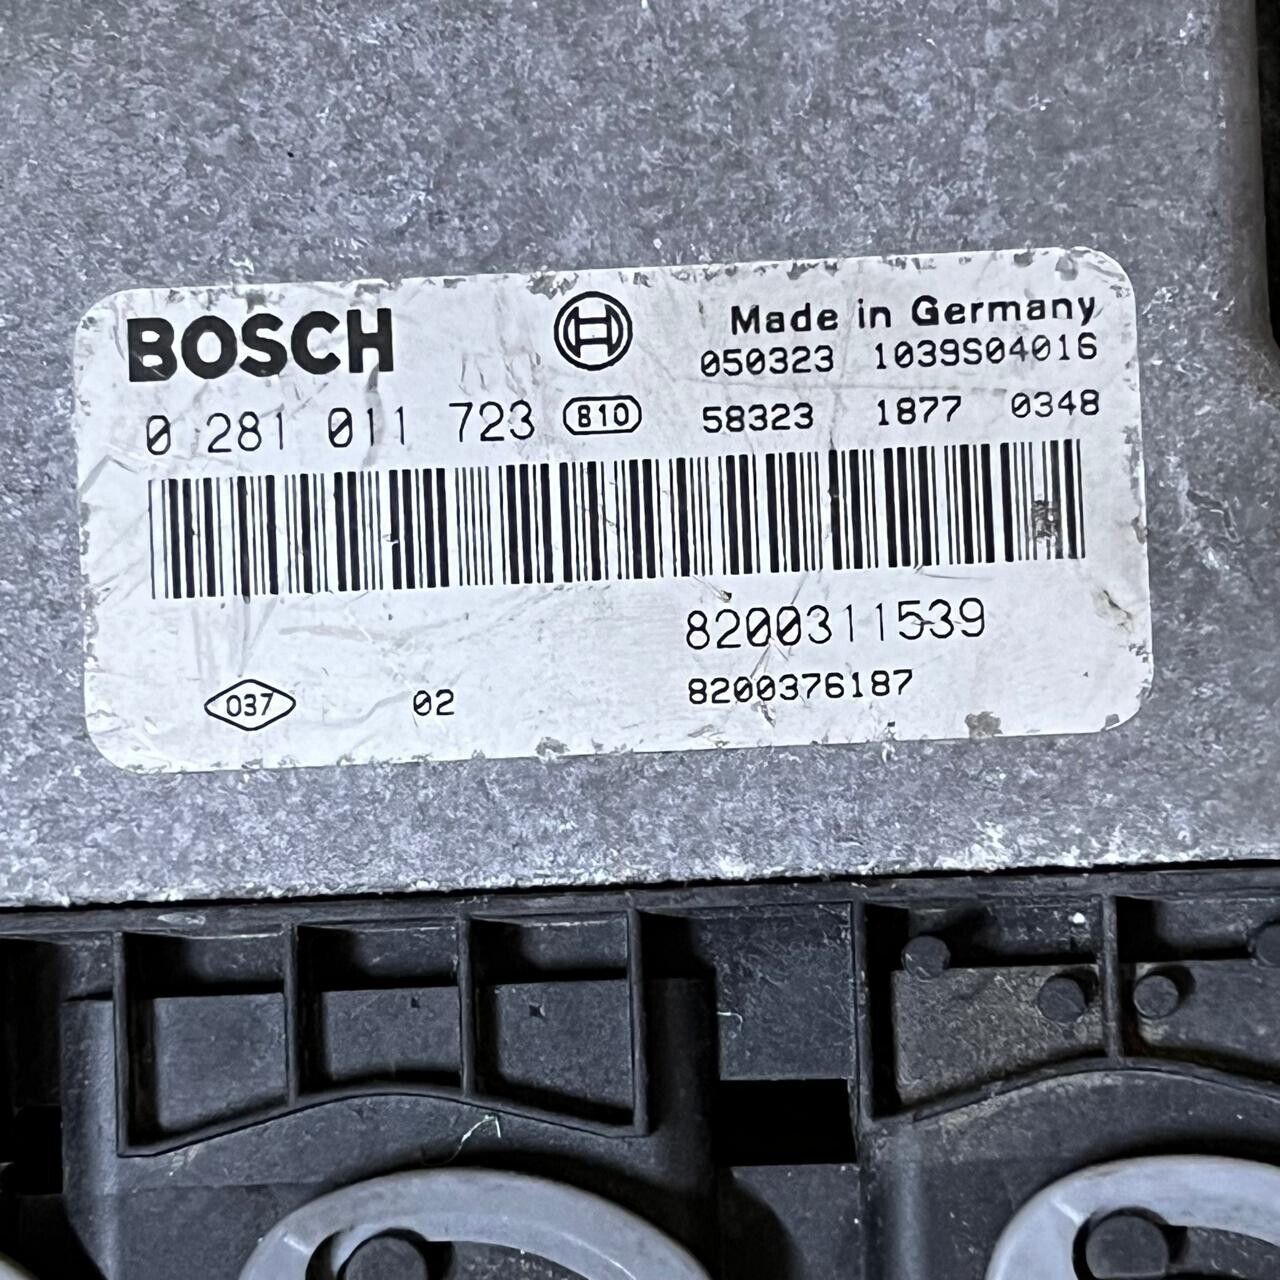 BOSCH
Made in Germany
050323 1039S04016
0 281 011 723 810 58323 1877 0348
8200311539
037 02 8200376187